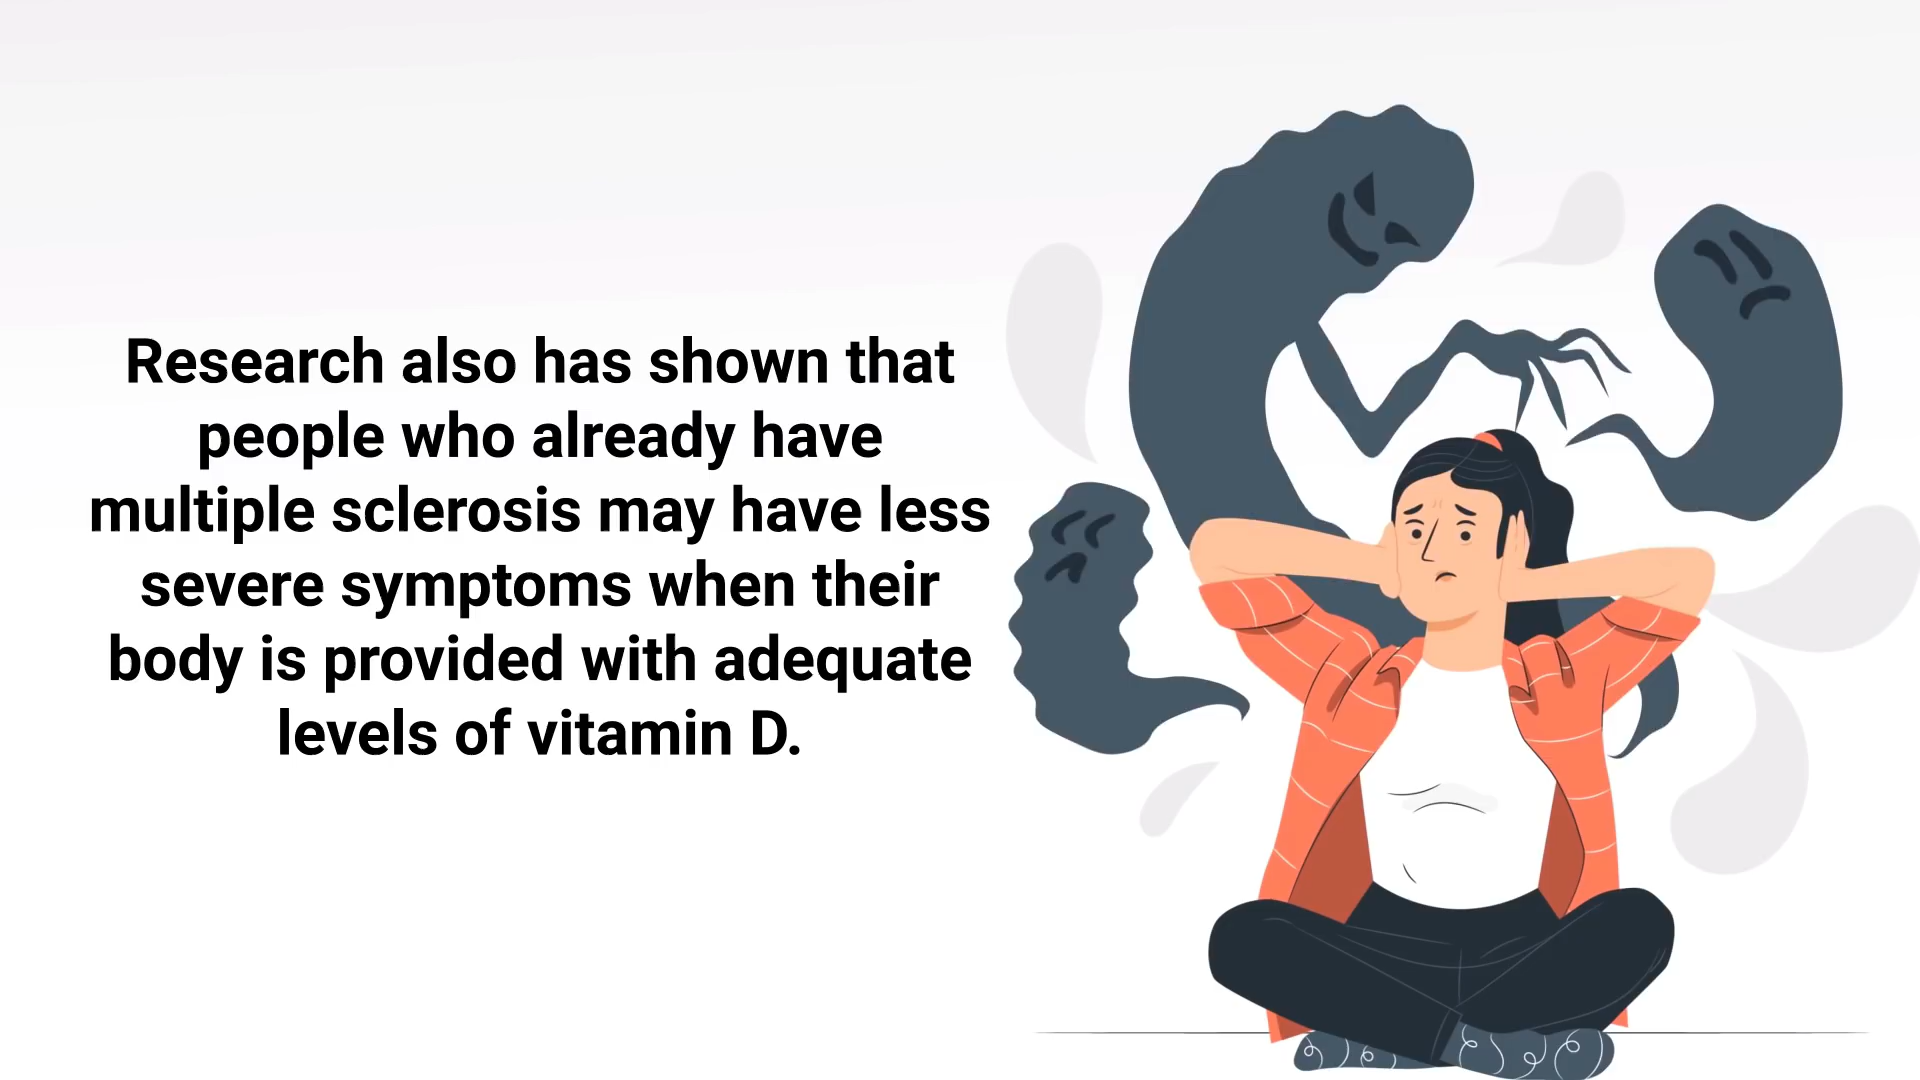 Research also has shown that
people who already have
multiple sclerosis may have less
severe symptoms when their
body is provided with adequate
levels of vitamin D.